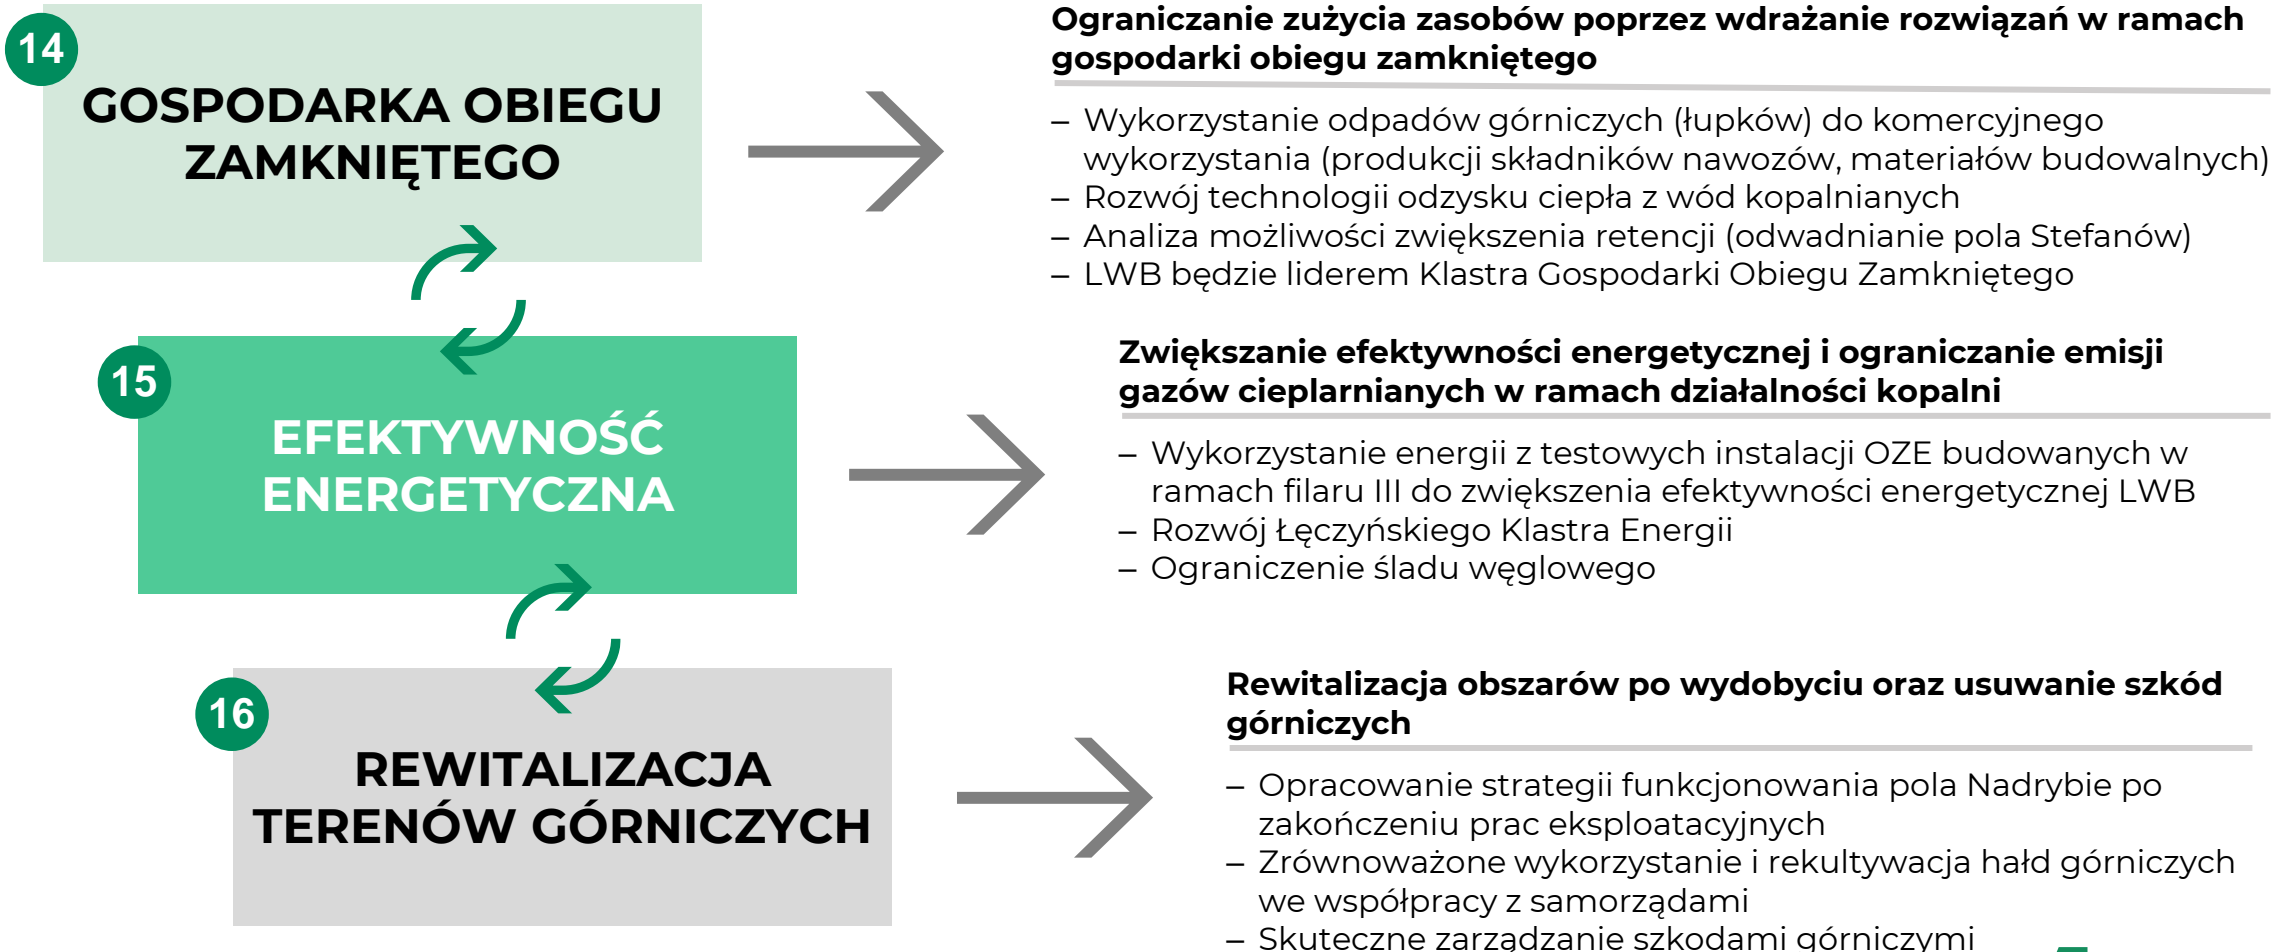 14
GOSPODARKA OBIEGU
ZAMKNIĘTEGO
Ograniczanie zużycia zasobów poprzez wdrażanie rozwiązań w ramach
gospodarki obiegu zamkniętego
– Wykorzystanie odpadów górniczych (łupków) do komercyjnego
wykorzystania (produkcji składników nawozów, materiałów budowalnych)
– Rozwój technologii odzysku ciepła z wód kopalnianych
– Analiza możliwości zwiększenia retencji (odwadnianie pola Stefanów)
– LWB będzie liderem Klastra Gospodarki Obiegu Zamkniętego
15
EFEKTYWNOŚĆ
ENERGETYCZNA
Zwiększanie efektywności energetycznej i ograniczanie emisji
gazów cieplarnianych w ramach działalności kopalni
– Wykorzystanie energii z testowych instalacji OZE budowanych w
ramach filaru III do zwiększenia efektywności energetycznej LWB
– Rozwój Łęczyńskiego Klastra Energii
– Ograniczenie śladu węglowego
16
REWITALIZACJA
TERENÓW GÓRNICZYCH
Rewitalizacja obszarów po wydobyciu oraz usuwanie szkód
górniczych
– Opracowanie strategii funkcjonowania pola Nadrybie po
zakończeniu prac eksploatacyjnych
– Zrównoważone wykorzystanie i rekultywacja hałd górniczych
we współpracy z samorządami
– Skuteczne zarządzanie szkodami górniczymi